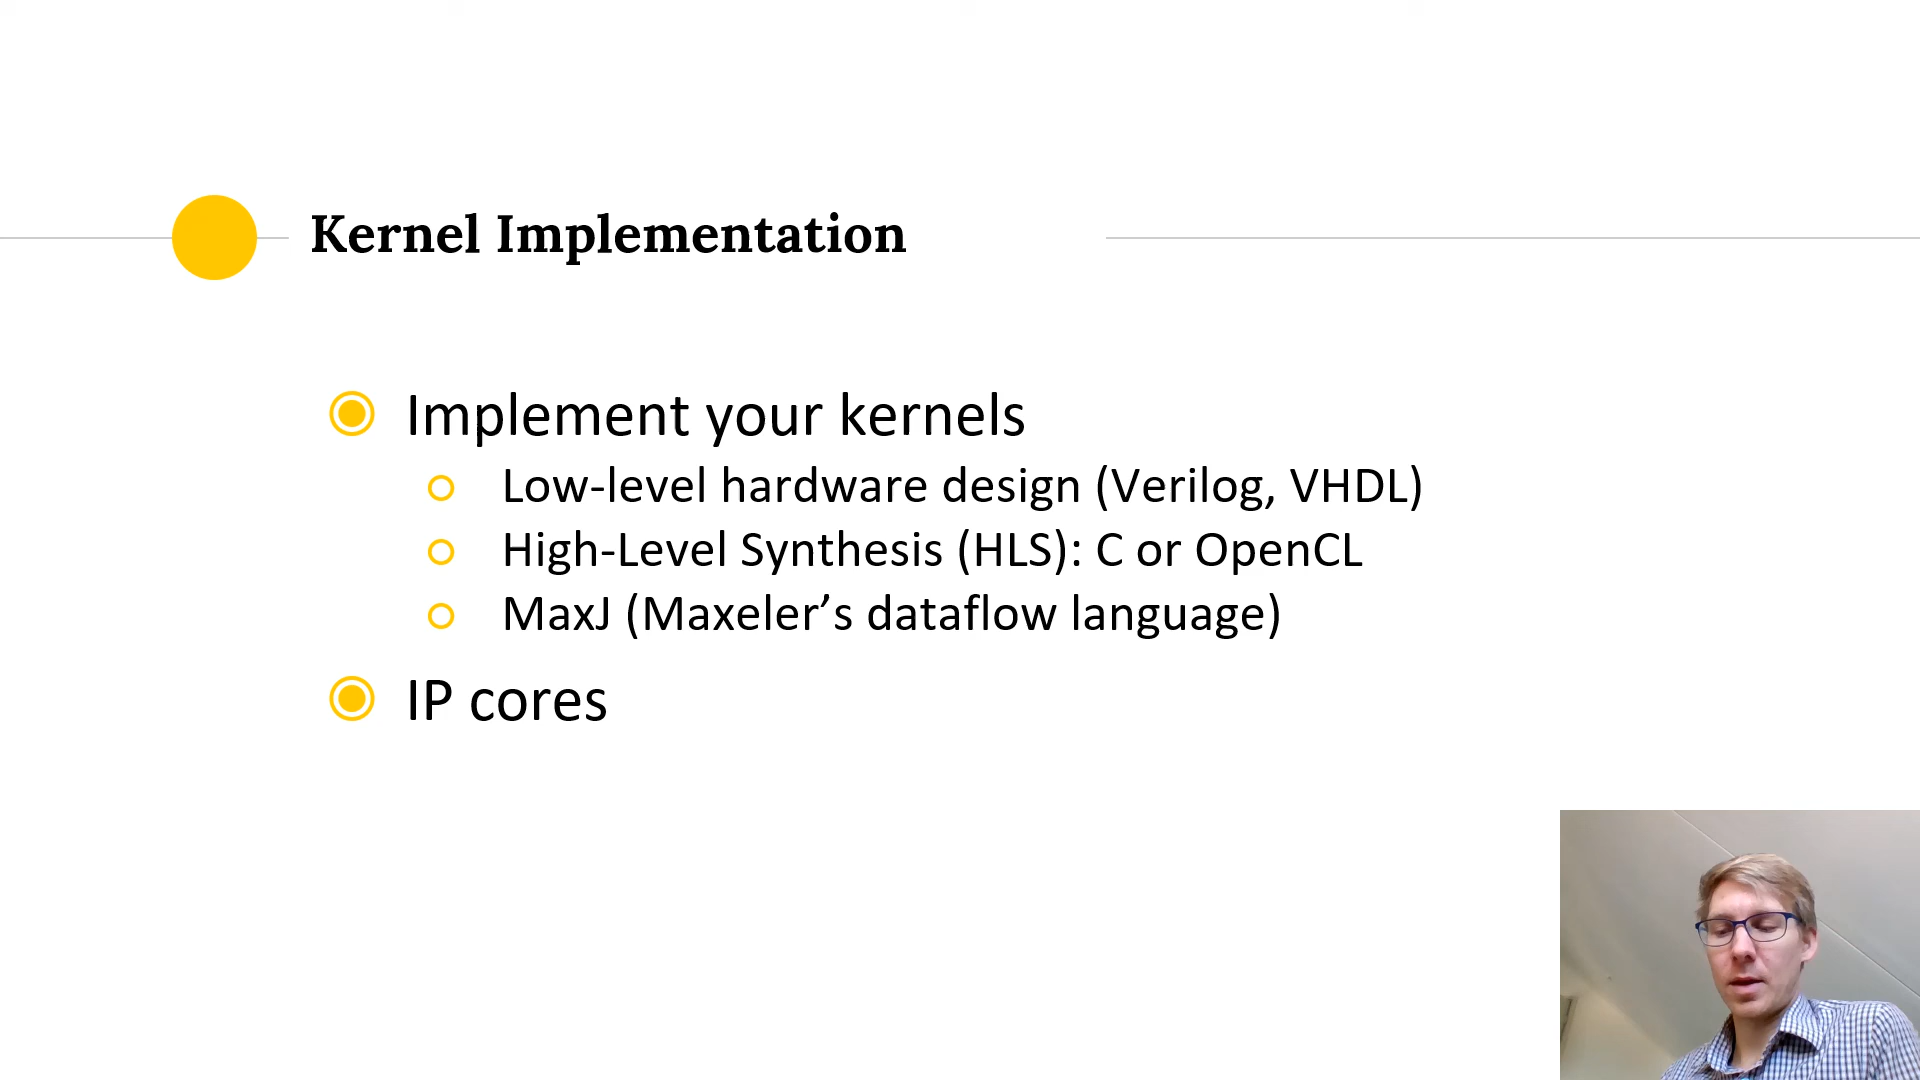 Kernel Implementation
Implement your kernels
Low-level hardware design (Verilog, VHDL)
High-Level Synthesis (HLS): C or OpenCL
MaxJ (Maxeler’s dataflow language)
IP cores